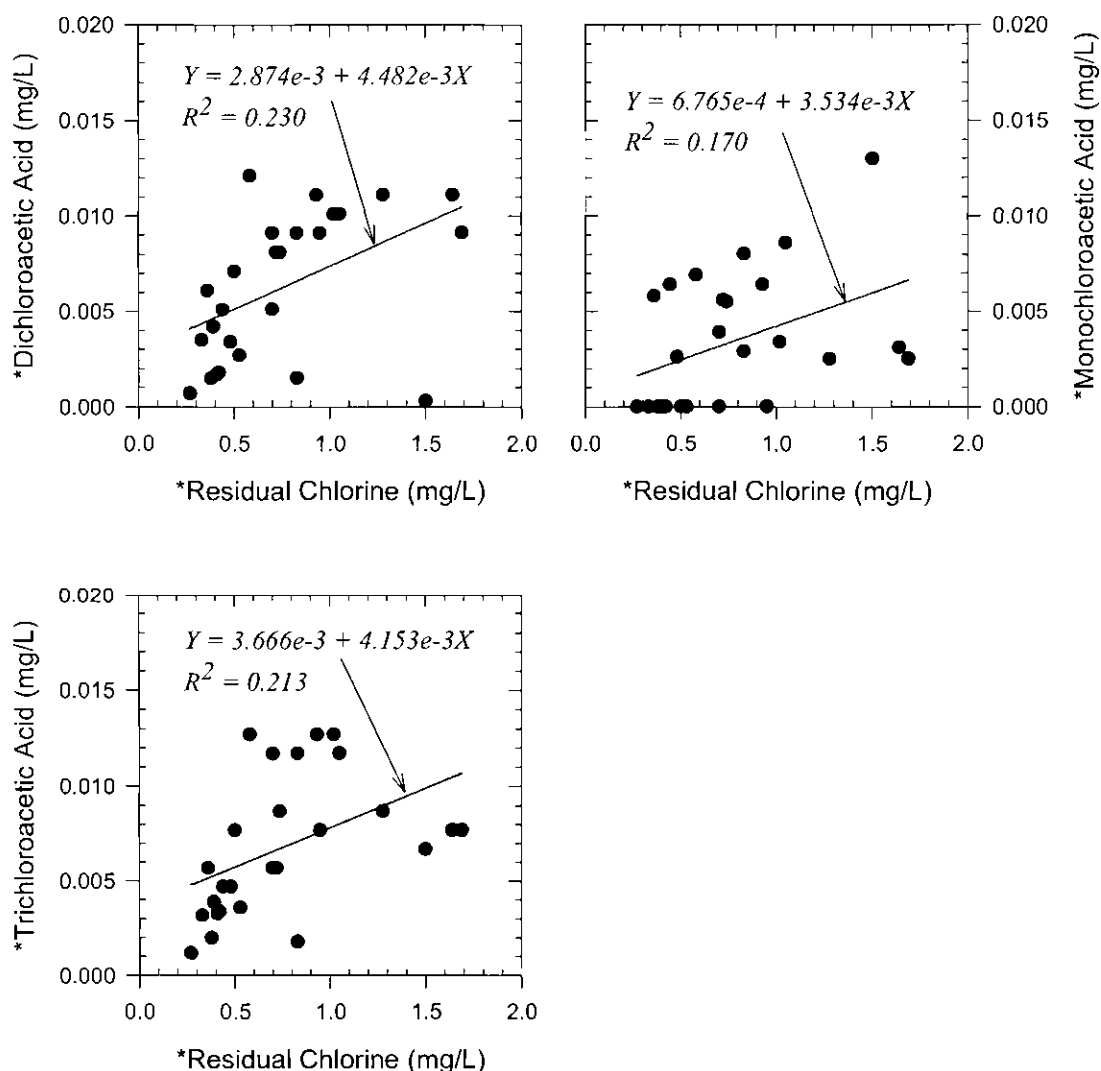 0.020
0.015
0.010
0.005
0.000
*Dichloroacetic Acid (mg/L)
Y = 2.874e-3 + 4.482e-3X
R² = 0.230
0.0 0.5 1.0 1.5 2.0
*Residual Chlorine (mg/L)
0.020
0.015
0.010
0.005
0.000
*Monochloroacetic Acid (mg/L)
Y = 6.765e-4 + 3.534e-3X
R² = 0.170
0.0 0.5 1.0 1.5 2.0
*Residual Chlorine (mg/L)
0.020
0.015
0.010
0.005
0.000
*Trichloroacetic Acid (mg/L)
Y = 3.666e-3 + 4.153e-3X
R² = 0.213
0.0 0.5 1.0 1.5 2.0
*Residual Chlorine (mg/L)